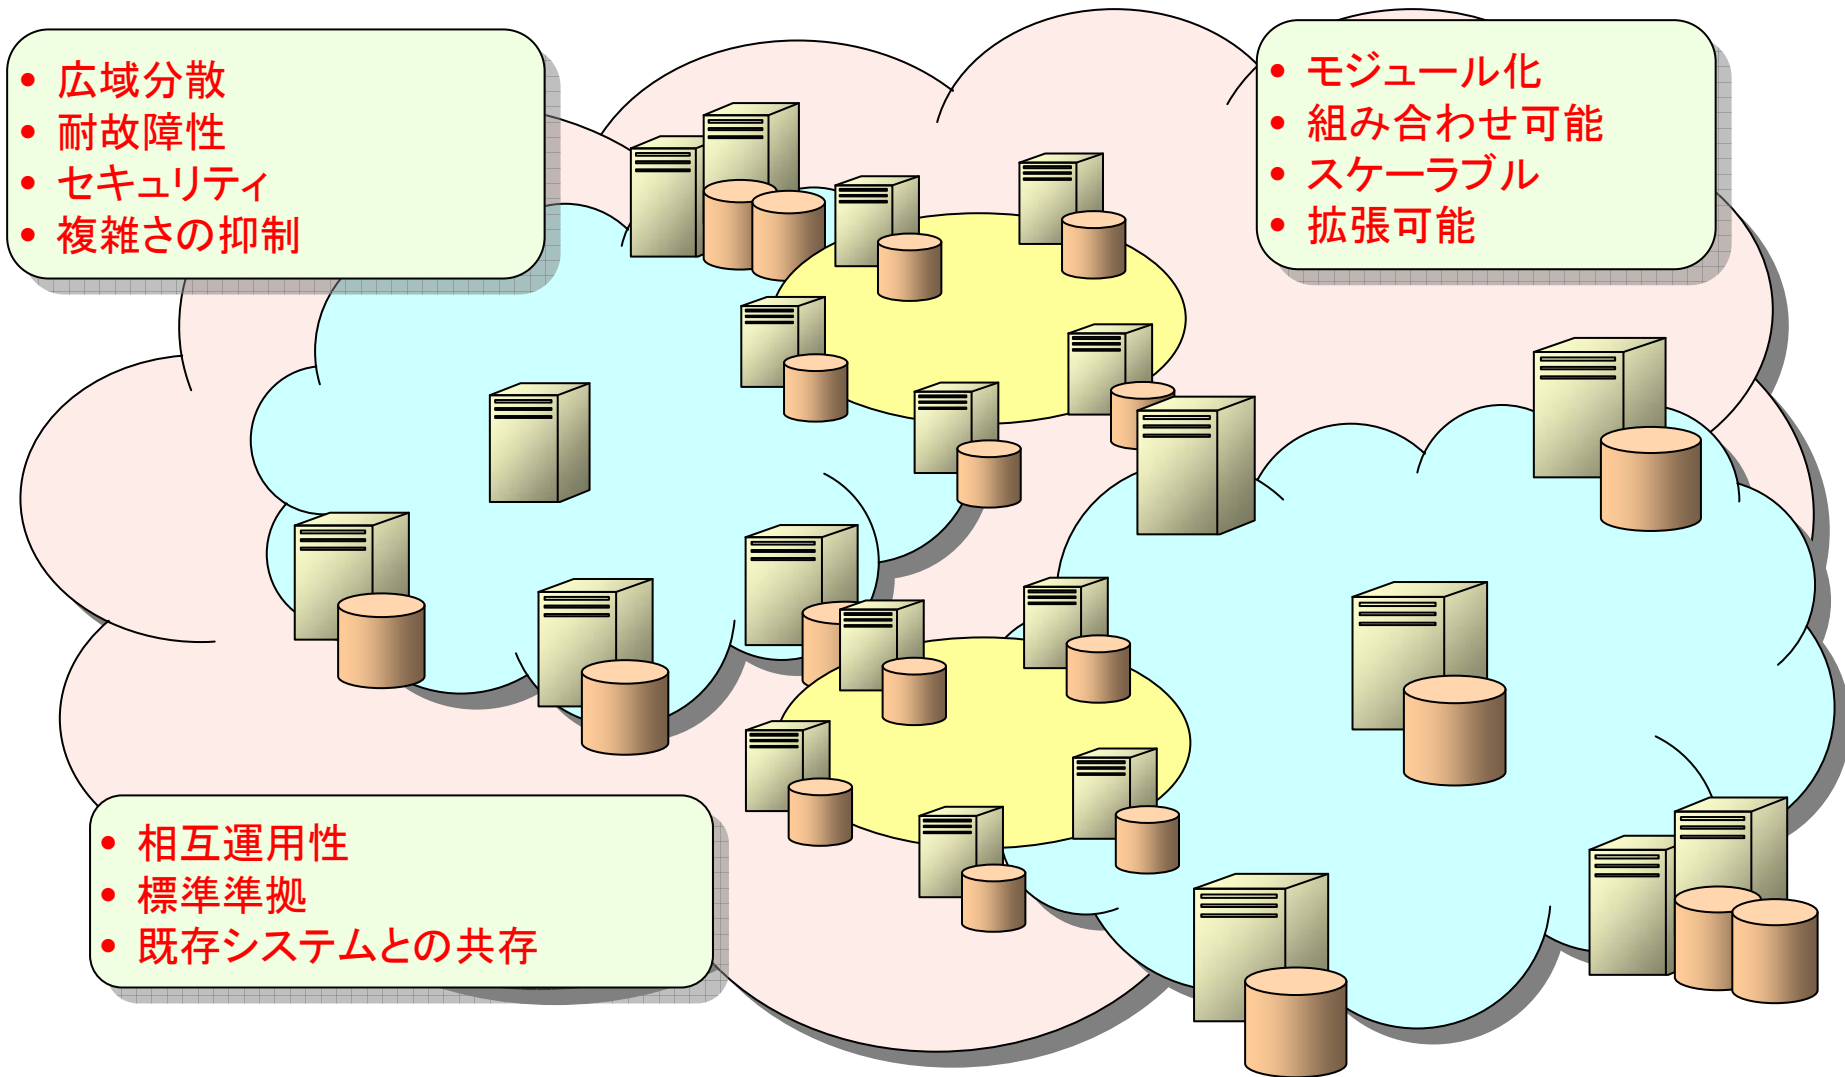 • 広域分散
• 耐故障性
• セキュリティ
• 複雑さの抑制
• モジュール化
• 組み合わせ可能
• スケーラブル
• 拡張可能
• 相互運用性
• 標準準拠
• 既存システムとの共存